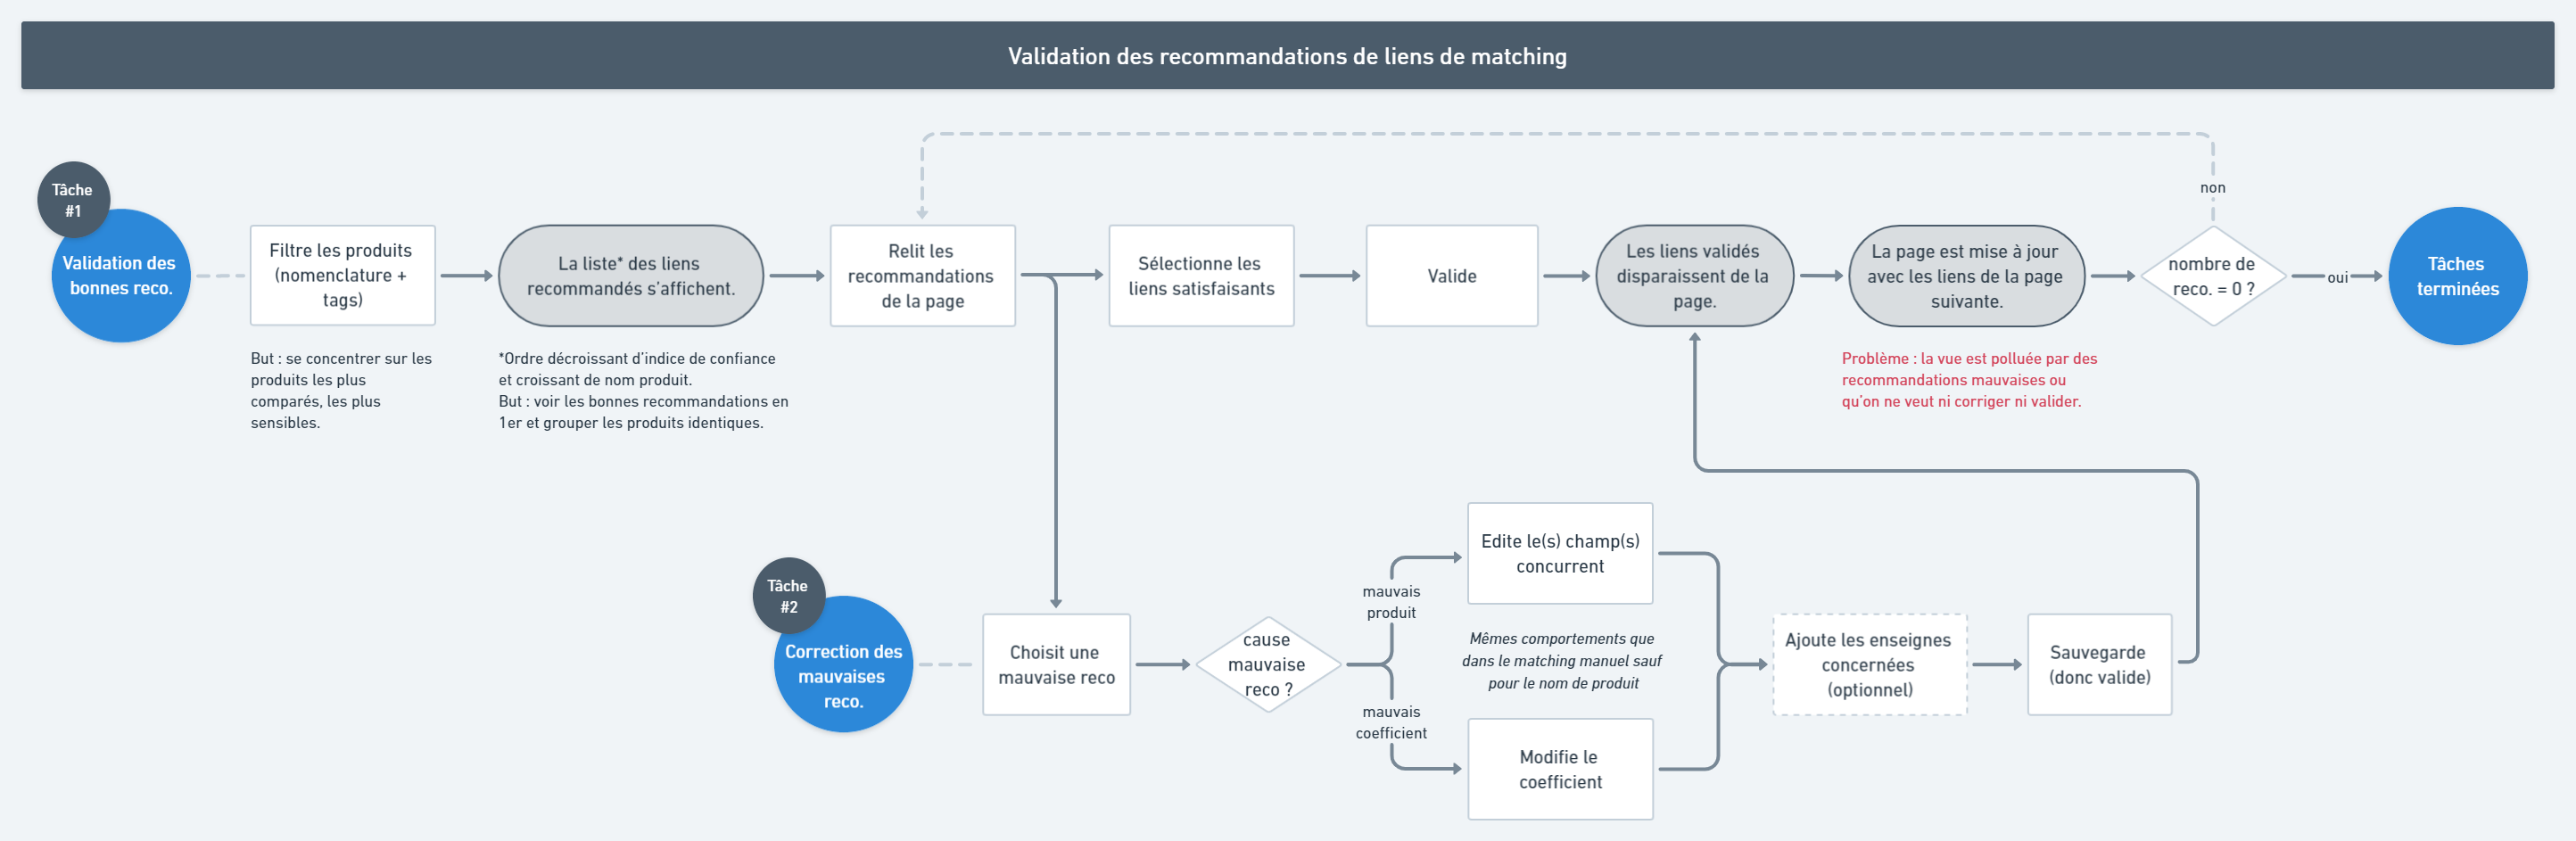 Validation des recommandations de liens de matching
Tâche
#1
Validation des
bonnes reco.
Filtre les produits
(nomenclature +
tags)
But : se concentrer sur les
produits les plus
comparés, les plus
sensibles.
La liste* des liens
recommandés s'affichent.
*Ordre décroissant d'indice de confiance
et croissant de nom produit.
But : voir les bonnes recommandations en
1er et grouper les produits identiques.
Relit les
recommandations
de la page
Sélectionne les
liens satisfaisants
Valide
Les liens validés
disparaissent de la
page.
La page est mise à jour
avec les liens de la page
suivante.
Problème : la vue est polluée par des
recommandations mauvaises ou
qu'on ne veut ni corriger ni valider.
non
nombre de
reco. = 0 ?
oui
Tâches
terminées
Tâche
#2
Correction des
mauvaises
reco.
Choisit une
mauvaise reco
cause
mauvaise
reco ?
mauvais
produit
mauvais
coefficient
Edite le(s) champ(s)
concurrent
Mêmes comportements que
dans le matching manuel sauf
pour le nom de produit
Modifie le
coefficient
Ajoute les enseignes
concernées
(optionnel)
Sauvegarde
(donc valide)